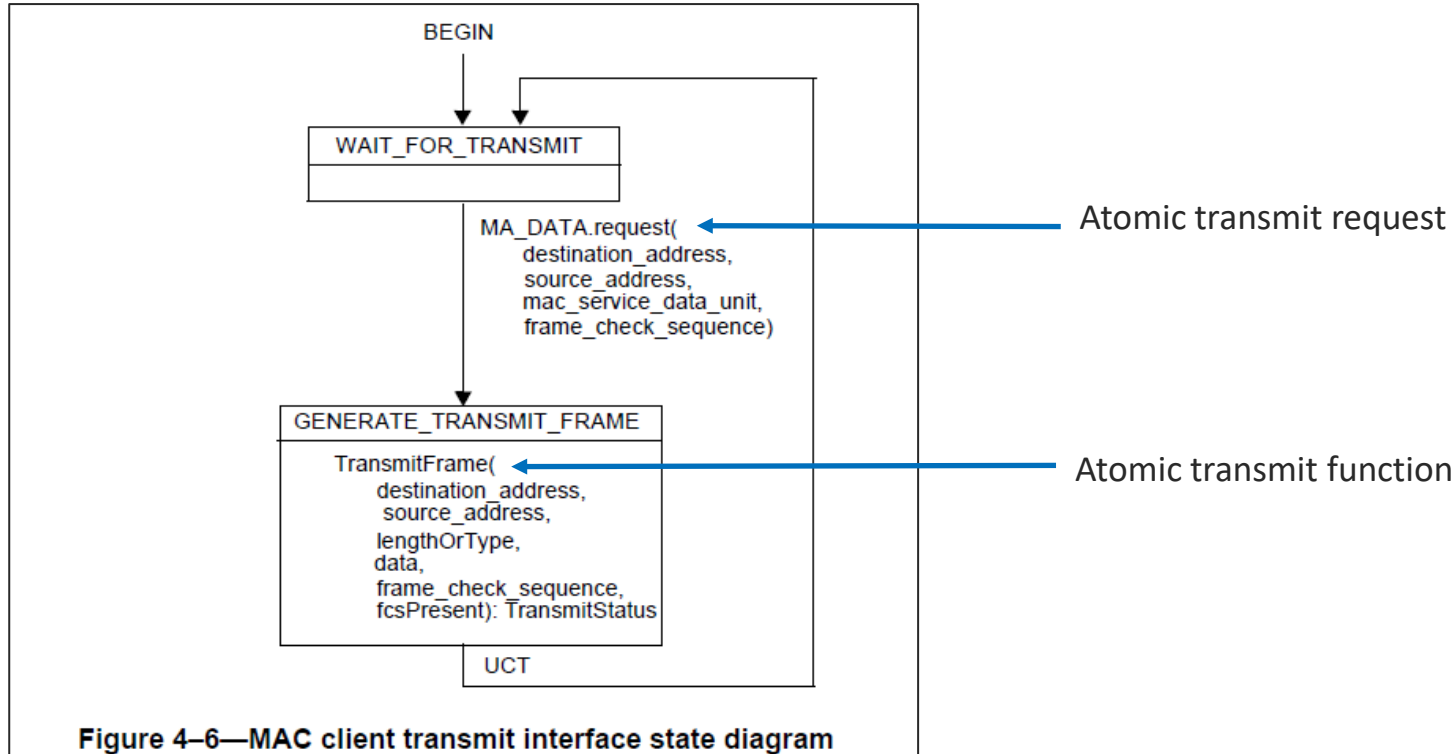 BEGIN
WAIT_FOR_TRANSMIT
MA_DATA.request(
destination_address,
source_address,
mac_service_data_unit,
frame_check_sequence)
Atomic transmit request
GENERATE_TRANSMIT_FRAME
TransmitFrame(
destination_address,
source_address,
lengthOrType,
data,
frame_check_sequence,
fcsPresent): TransmitStatus
Atomic transmit function
UCT
Figure 4–6—MAC client transmit interface state diagram